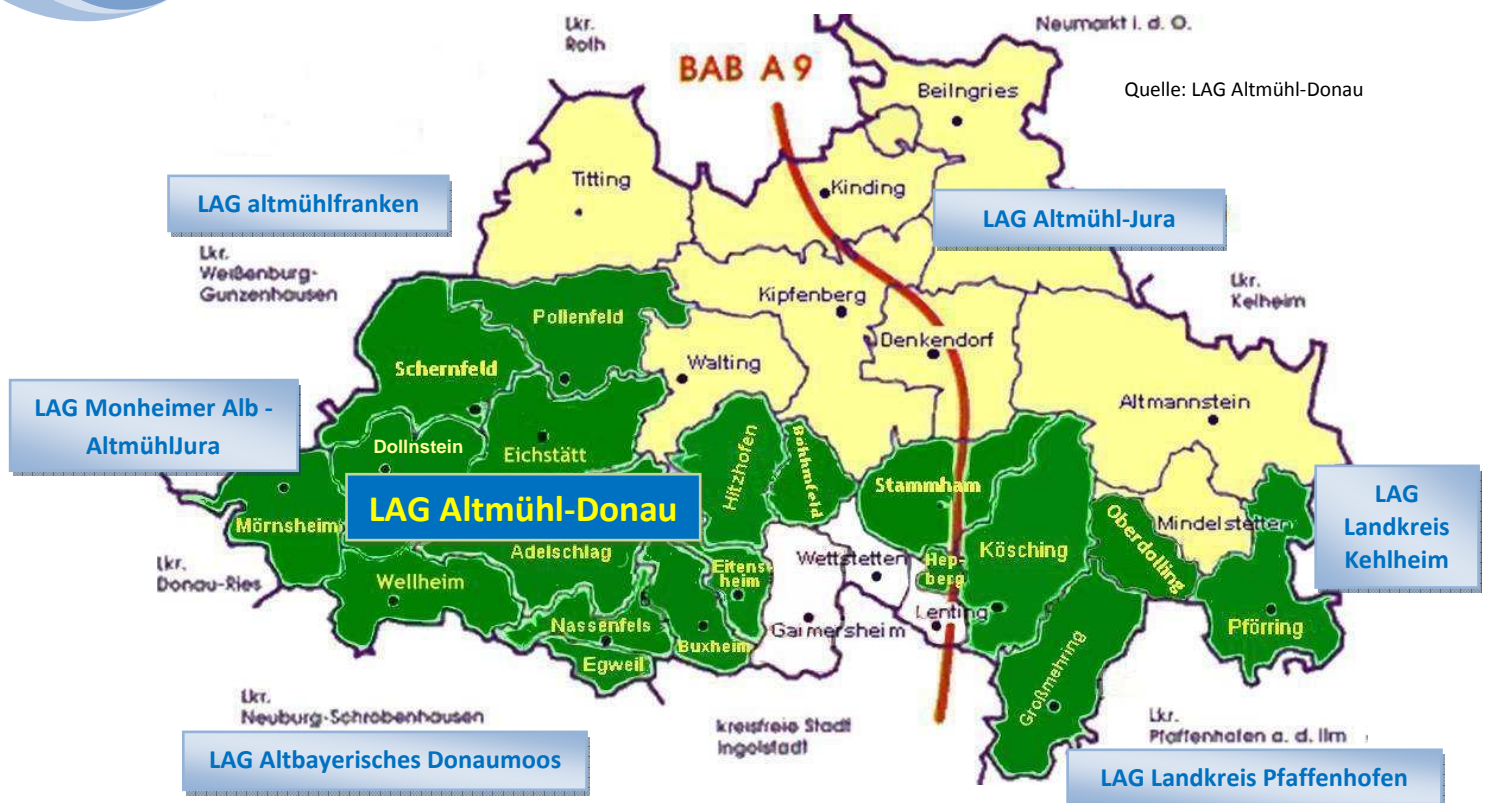 Lkr.
Roth
Neumarkt i. d. O.
BAB A 9
Quelle: LAG Altmühl-Donau
Beilngries
Titting
Kinding
LAG altmühlfranken
LAG Altmühl-Jura
Lkr.
Weißenburg-
Gunzenhausen
Lkr.
Kelheim
Kipfenberg
Pollenfeld
Denkendorf
Schernfeld
Walting
LAG Monheimer Alb -
AltmühlJura
Altmannstein
Dollnstein
Eichstätt
Hitzhofen
Böhmfeld
Stammham
LAG Altmühl-Donau
LAG
Landkreis
Kehlheim
Mörnsheim
Adelschlag
Oberdolling
Mindelstetten
Wettstetten
Hep-
berg
Kösching
Eitens-
heim
Lkr.
Donau-Ries
Wellheim
Lenting
Nassenfels
Gaimersheim
Pförring
Buxheim
Egweil
Großmehring
Lkr.
Neuburg-Schrobenhausen
kreisfreie Stadt
Ingolstadt
Lkr.
Pfaffenhofen a. d. Ilm
LAG Altbayerisches Donaumoos
LAG Landkreis Pfaffenhofen